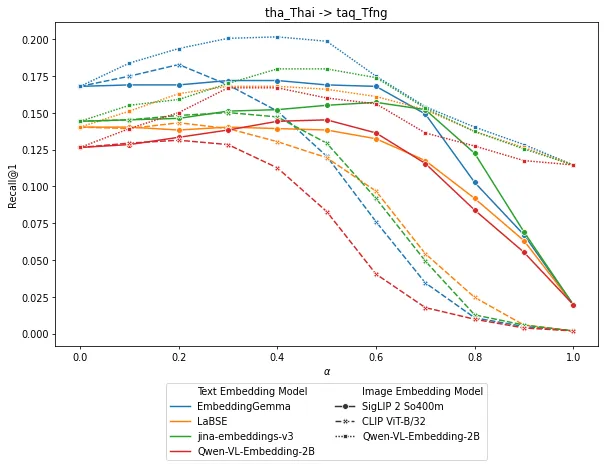 tha_Thai -> taq_Tfng
0.200
0.175
0.150
0.125
0.100
0.075
0.050
0.025
0.000
Recall@1
0.0 0.2 0.4 0.6 0.8 1.0
α
Text Embedding Model
EmbeddingGemma
LaBSE
jina-embeddings-v3
Qwen-VL-Embedding-2B
Image Embedding Model
SigLIP 2 So400m
CLIP ViT-B/32
Qwen-VL-Embedding-2B